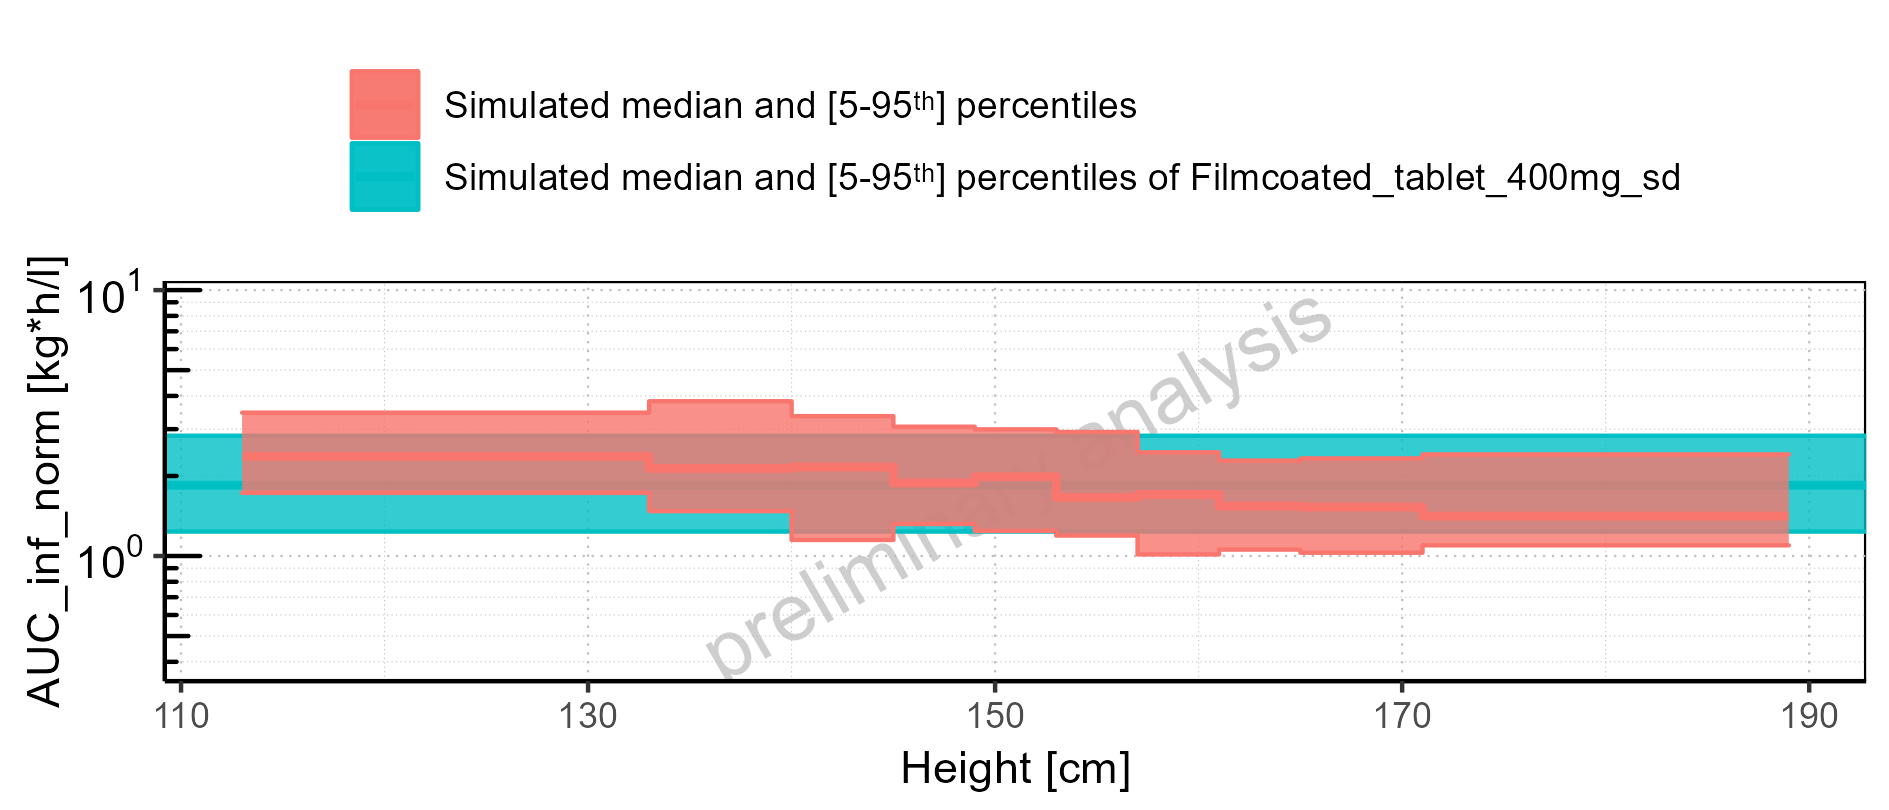 Simulated median and [5-95ᵗʰ] percentiles
Simulated median and [5-95ᵗʰ] percentiles of Filmcoated_tablet_400mg_sd
AUC_inf_norm [kg*h/l]
10¹
10⁰
preliminary analysis
110 130 150 170 190
Height [cm]